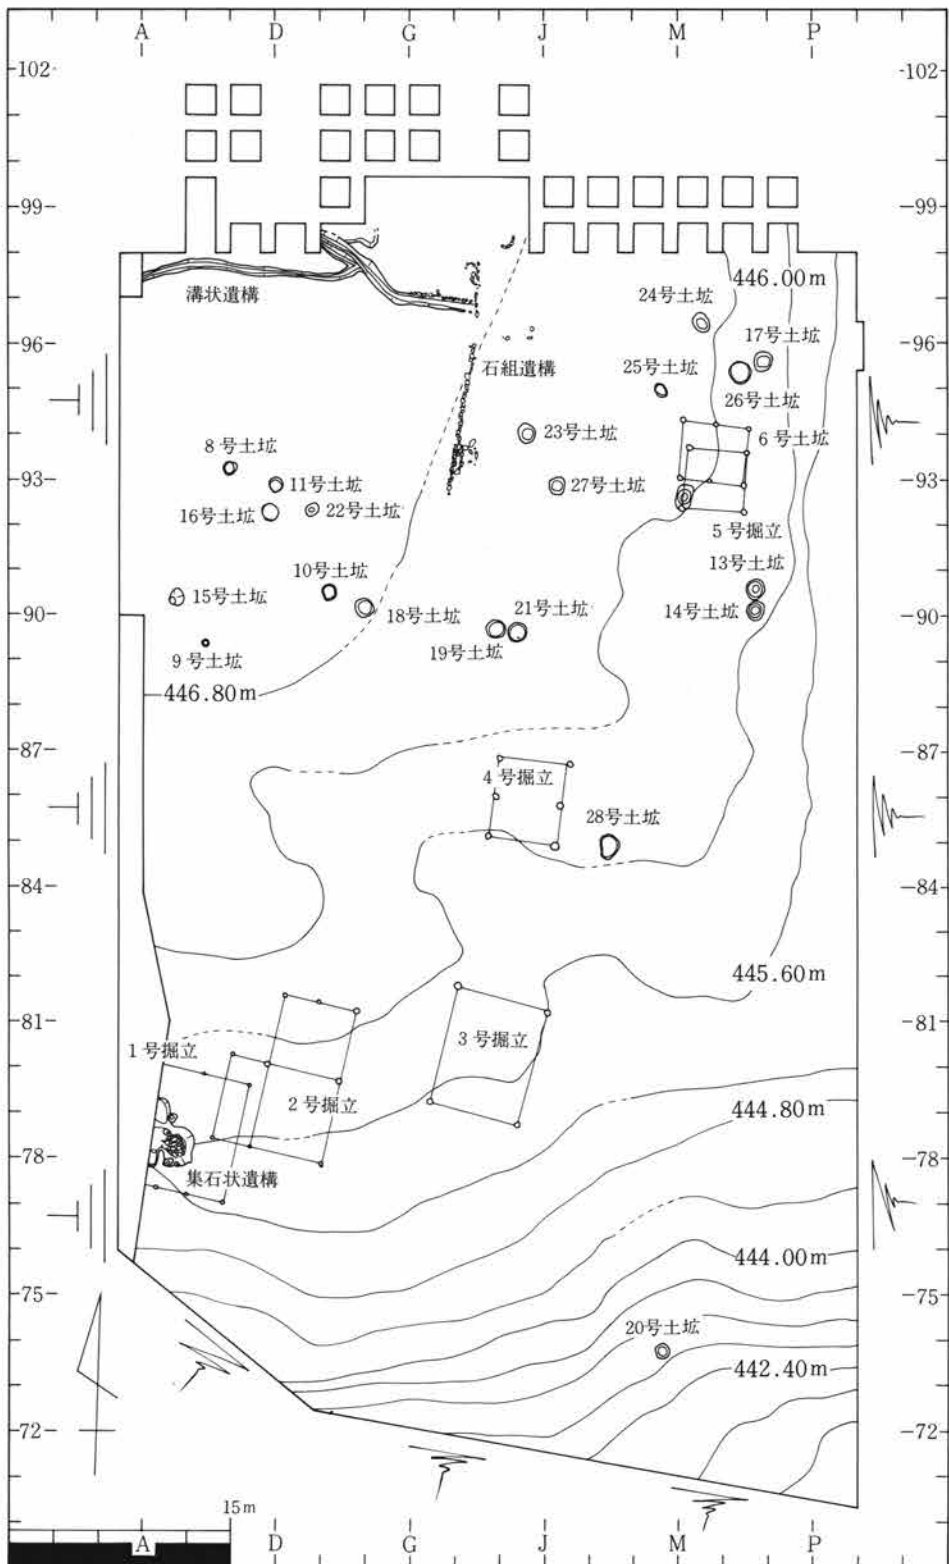 A D G J M P
102 102
99 99
446.00m
溝状遺構
24号土坑
17号土坑
96 96
石組遺構
25号土坑
26号土坑
8号土坑
23号土坑
6号土坑
93 93
11号土坑
27号土坑
16号土坑
22号土坑
5号掘立
10号土坑
13号土坑
15号土坑
90 90
18号土坑
21号土坑
14号土坑
9号土坑
19号土坑
446.80m
87 87
4号掘立
28号土坑
84 84
445.60m
81 81
1号掘立
3号掘立
2号掘立
444.80m
78 78
集石状遺構
444.00m
75 75
20号土坑
442.40m
72 72
15m
A D G J M P